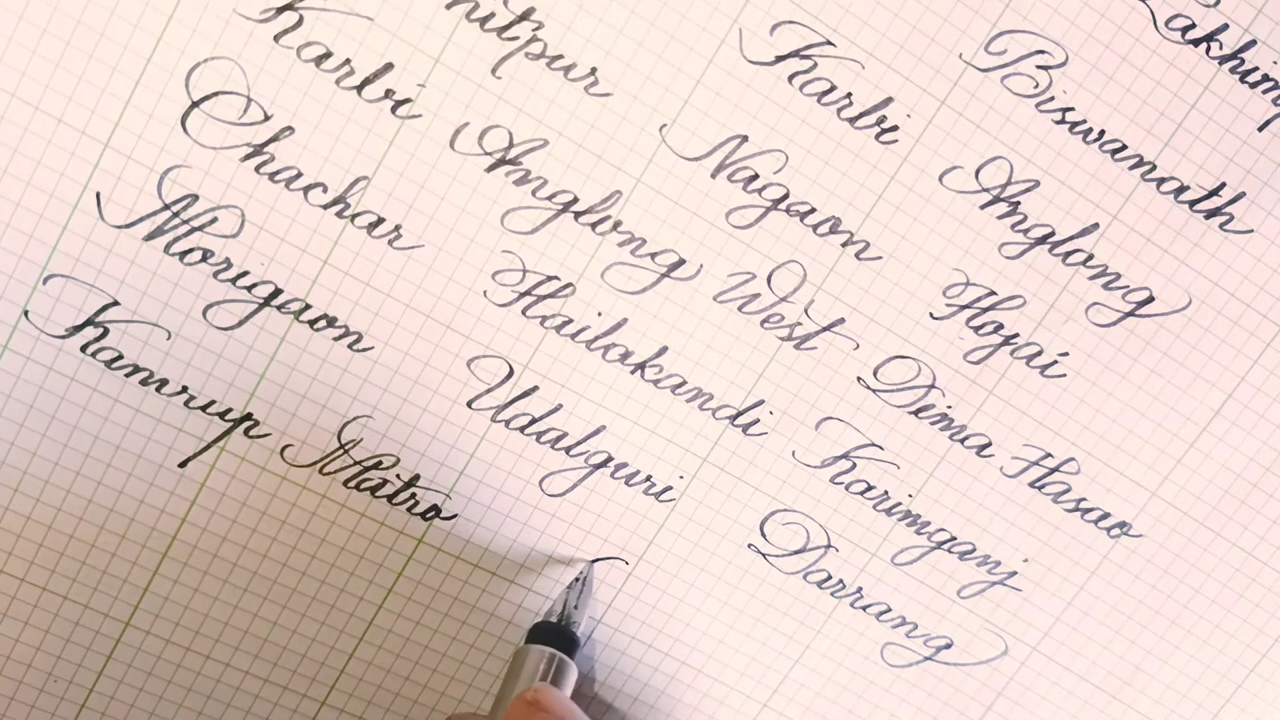 Lakhimp
Biswanath
Karbi Anglong
nitpur Nagaon Hojai
Karbi Anglong West Dima Hasao
Chachar Hailakandi Karimganj
Morigaon Udalguri Darrang
Kamrup Matro